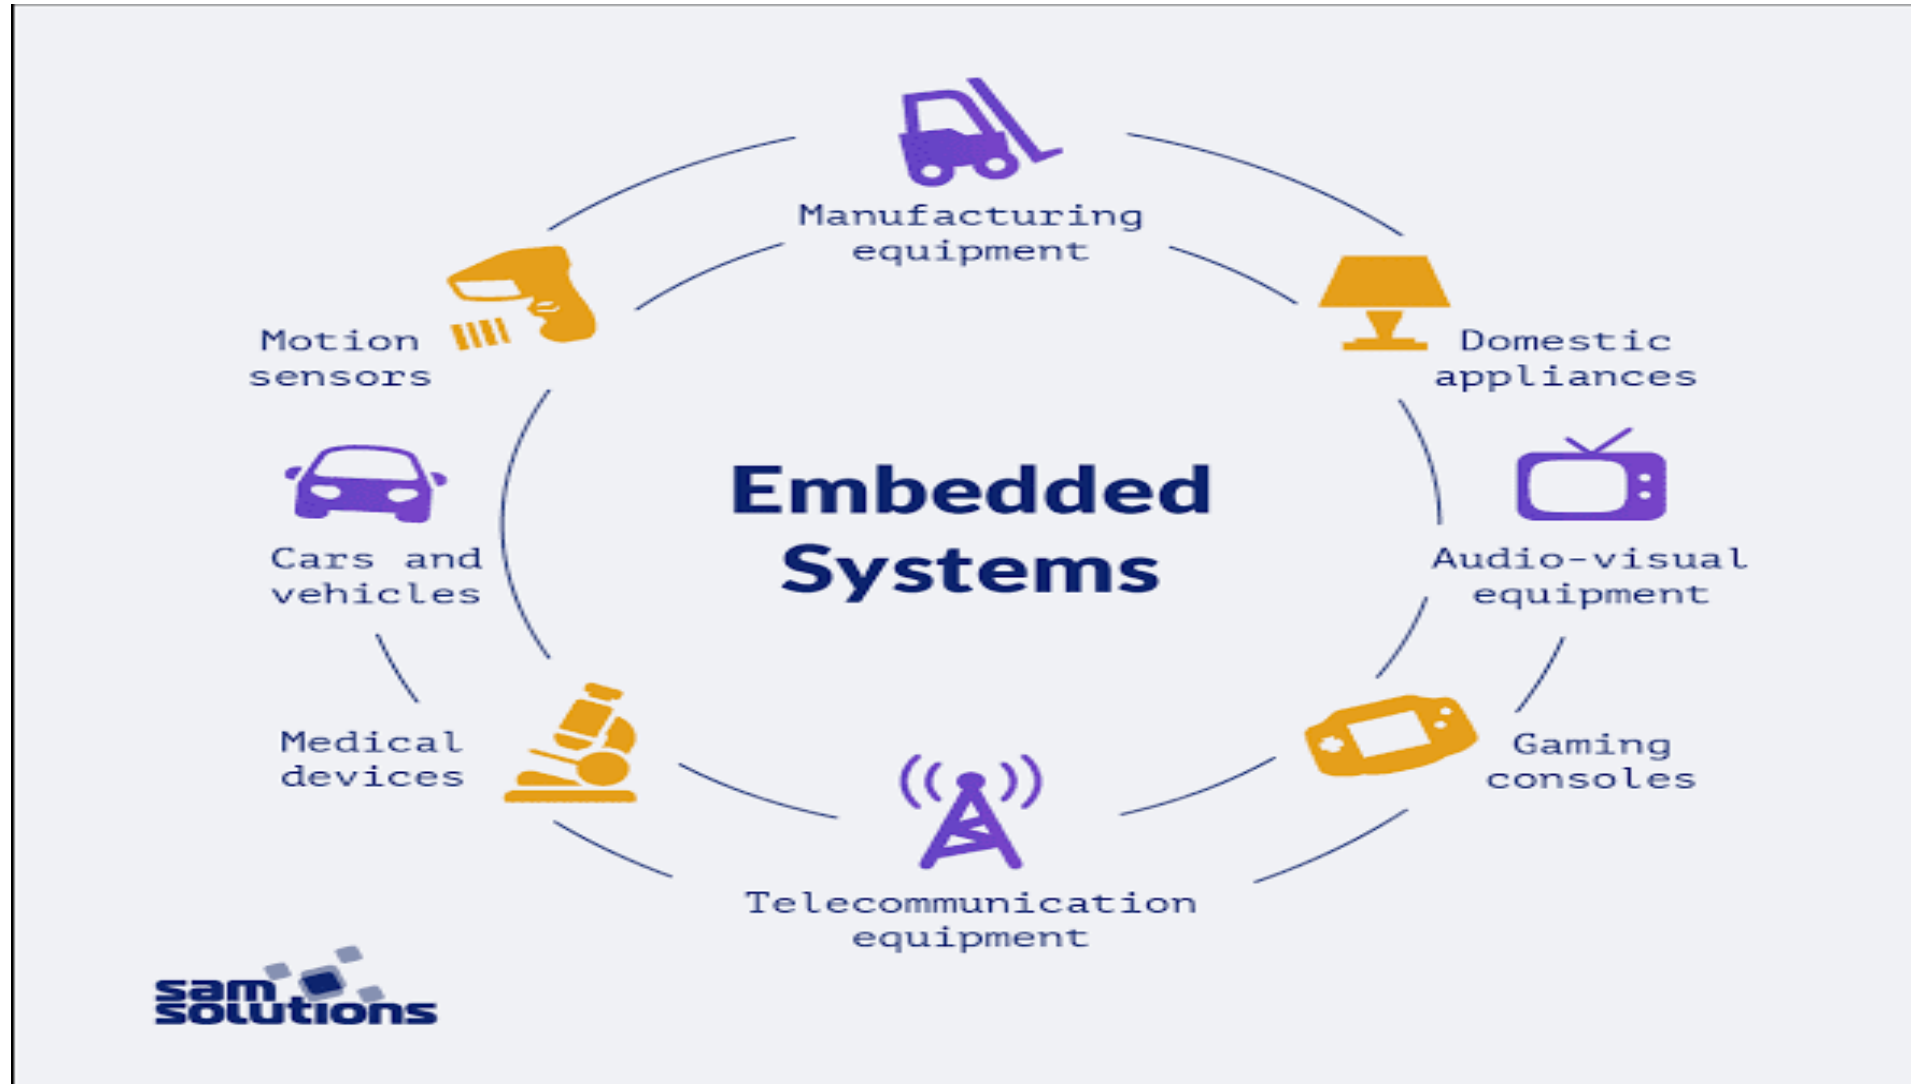 Manufacturing
equipment
Motion
sensors
Domestic
appliances
Embedded
Systems
Cars and
vehicles
Audio-visual
equipment
Medical
devices
Gaming
consoles
Telecommunication
equipment
sam
solutions